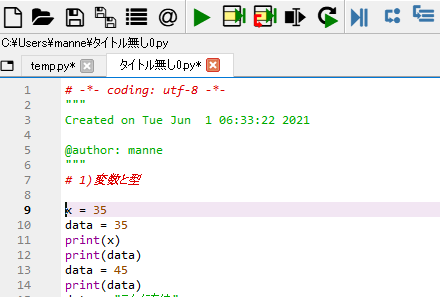 C:¥Users¥manne¥タイトル無し0.py
temp.py*
タイトル無し0.py*
1 # -*- coding: utf-8 -*-
2 """
3 Created on Tue Jun  1 06:33:22 2021
4
5 @author: manne
6 """
7 # 1)変数と型
8
9 x = 35
10 data = 35
11 print(x)
12 print(data)
13 data = 45
14 print(data)